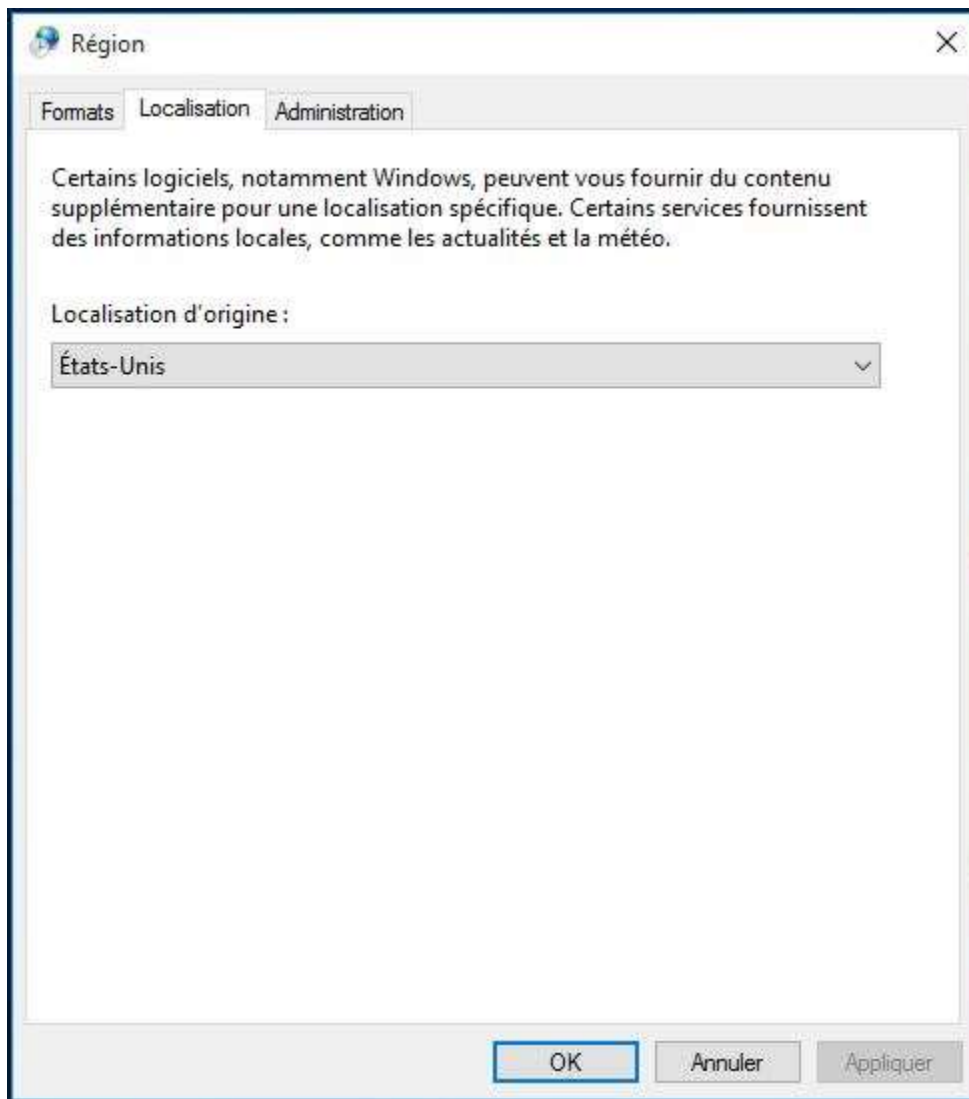 Région
Formats Localisation Administration
Certains logiciels, notamment Windows, peuvent vous fournir du contenu
supplémentaire pour une localisation spécifique. Certains services fournissent
des informations locales, comme les actualités et la météo.
Localisation d'origine :
États-Unis
OK Annuler Appliquer